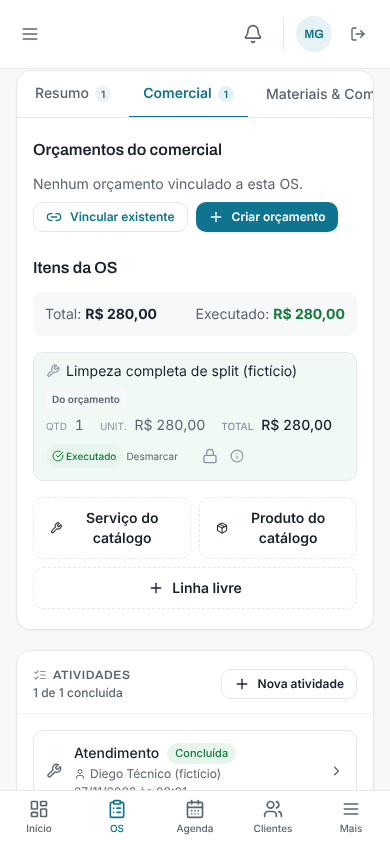 MG
Resumo 1 Comercial 1 Materiais & Com
Orçamentos do comercial
Nenhum orçamento vinculado a esta OS.
Vincular existente Criar orçamento
Itens da OS
Total: R$ 280,00 Executado: R$ 280,00
Limpeza completa de split (fictício)
Do orçamento
QTD 1 UNIT. R$ 280,00 TOTAL R$ 280,00
Executado Desmarcar
Serviço do catálogo
Produto do catálogo
Linha livre
ATIVIDADES
1 de 1 concluída
Nova atividade
Atendimento Concluída
Diego Técnico (fictício)
Início OS Agenda Clientes Mais